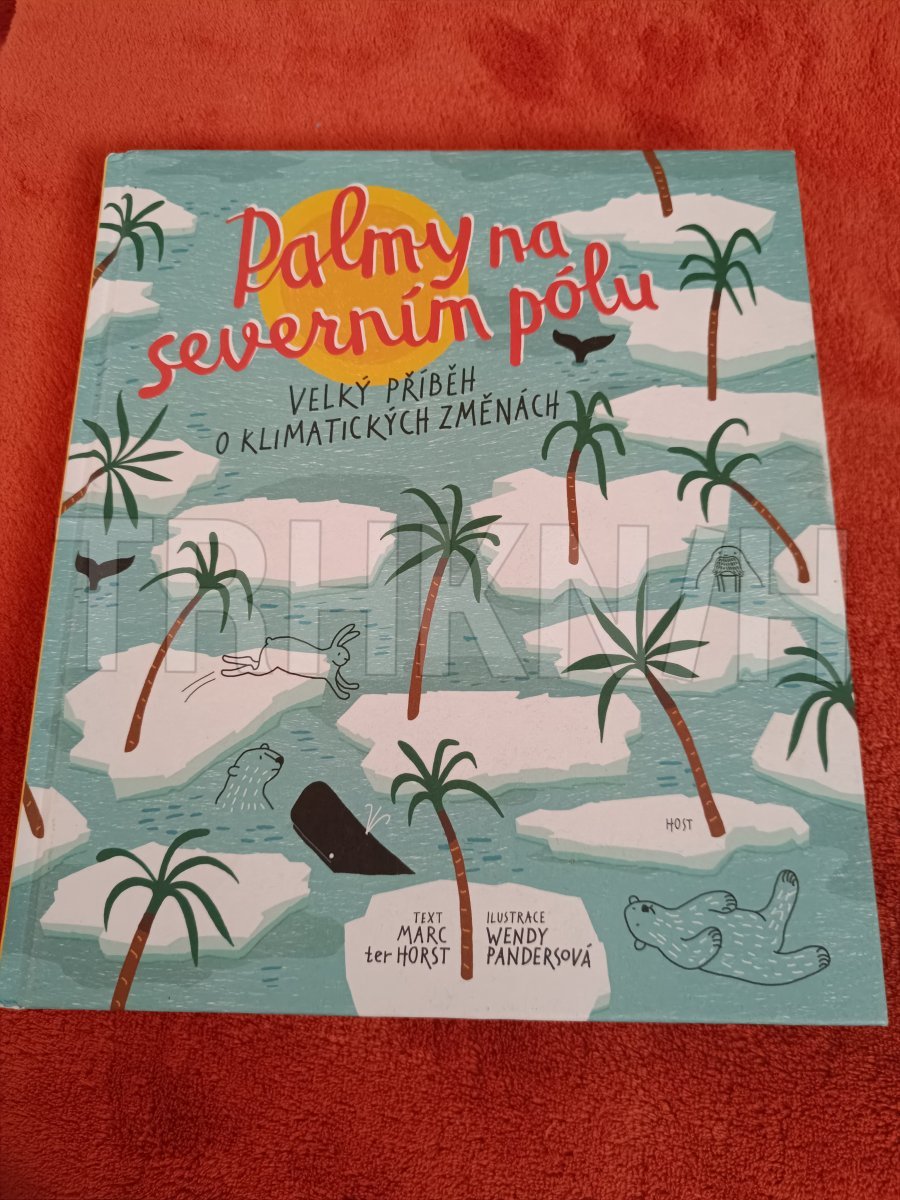 Palmy na
severním pólu
VELKÝ PŘÍBĚH
O KLIMATICKÝCH ZMĚNÁCH
TRHKNIH
HOST
TEXT
MARC
ter HORST
ILUSTRACE
WENDY
PANDERSOVÁ